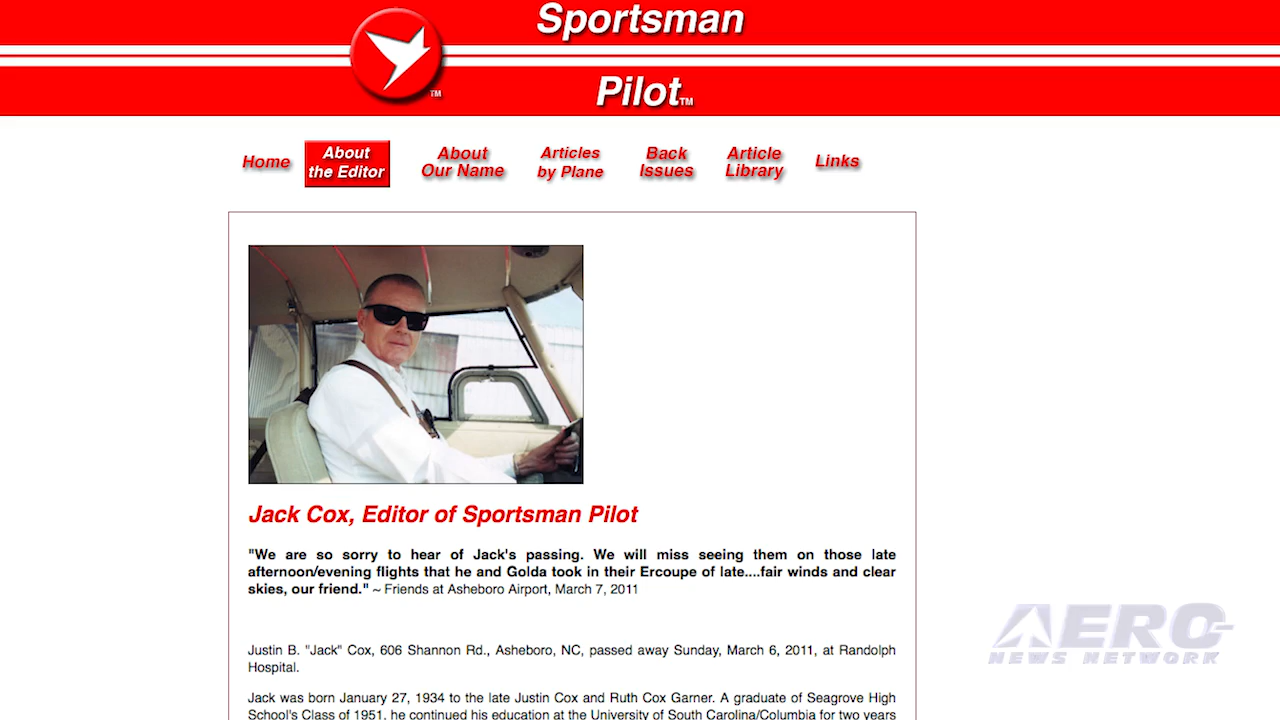 Sportsman
Pilot™
™
Home
About
the Editor
About
Our Name
Articles
by Plane
Back
Issues
Article
Library
Links
Jack Cox, Editor of Sportsman Pilot
"We are so sorry to hear of Jack's passing. We will miss seeing them on those late
afternoon/evening flights that he and Golda took in their Ercoupe of late....fair winds and clear
skies, our friend." ~ Friends at Asheboro Airport, March 7, 2011
Justin B. "Jack" Cox, 606 Shannon Rd., Asheboro, NC, passed away Sunday, March 6, 2011, at Randolph
Hospital.
Jack was born January 27, 1934 to the late Justin Cox and Ruth Cox Garner. A graduate of Seagrove High
School's Class of 1951, he continued his education at the University of South Carolina/Columbia for two years
AERO
NEWS NETWORK